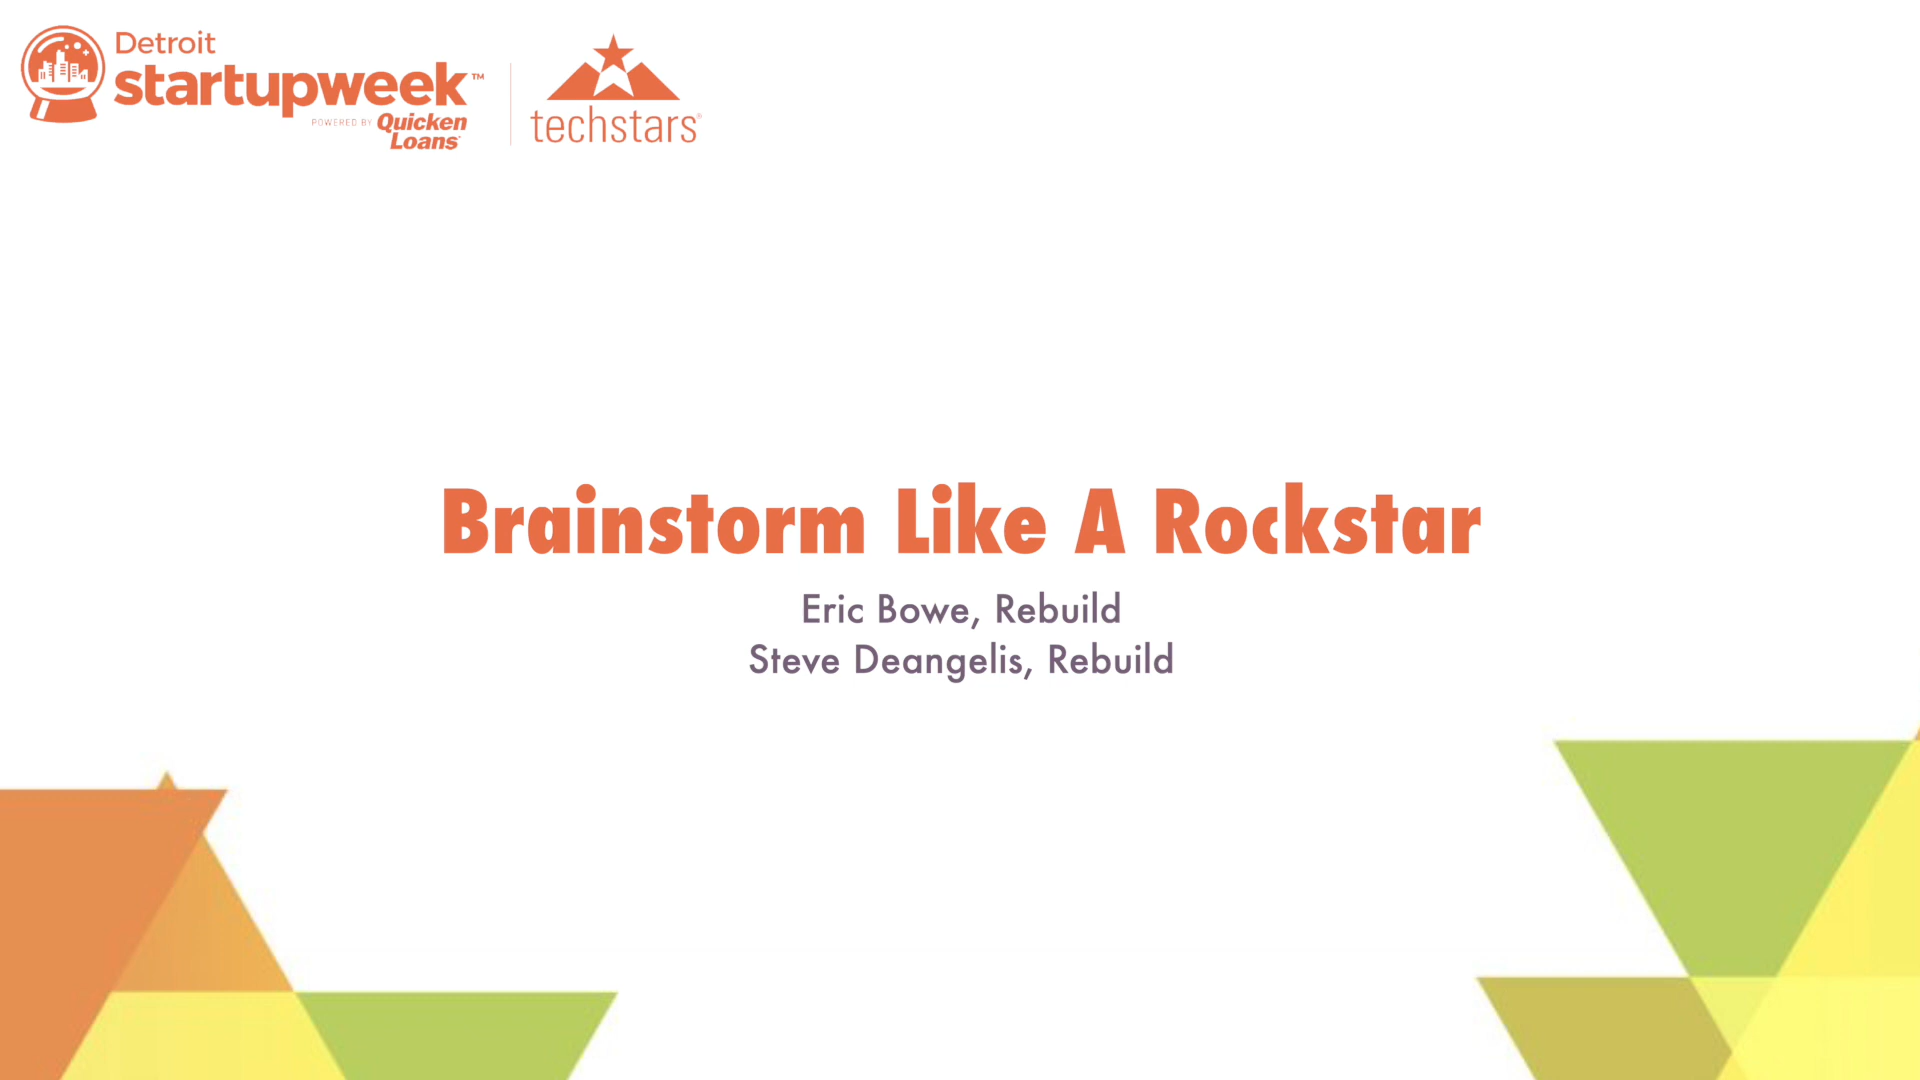 Detroit
startupweek™
POWERED BY Quicken
Loans
techstars®
Brainstorm Like A Rockstar
Eric Bowe, Rebuild
Steve Deangelis, Rebuild